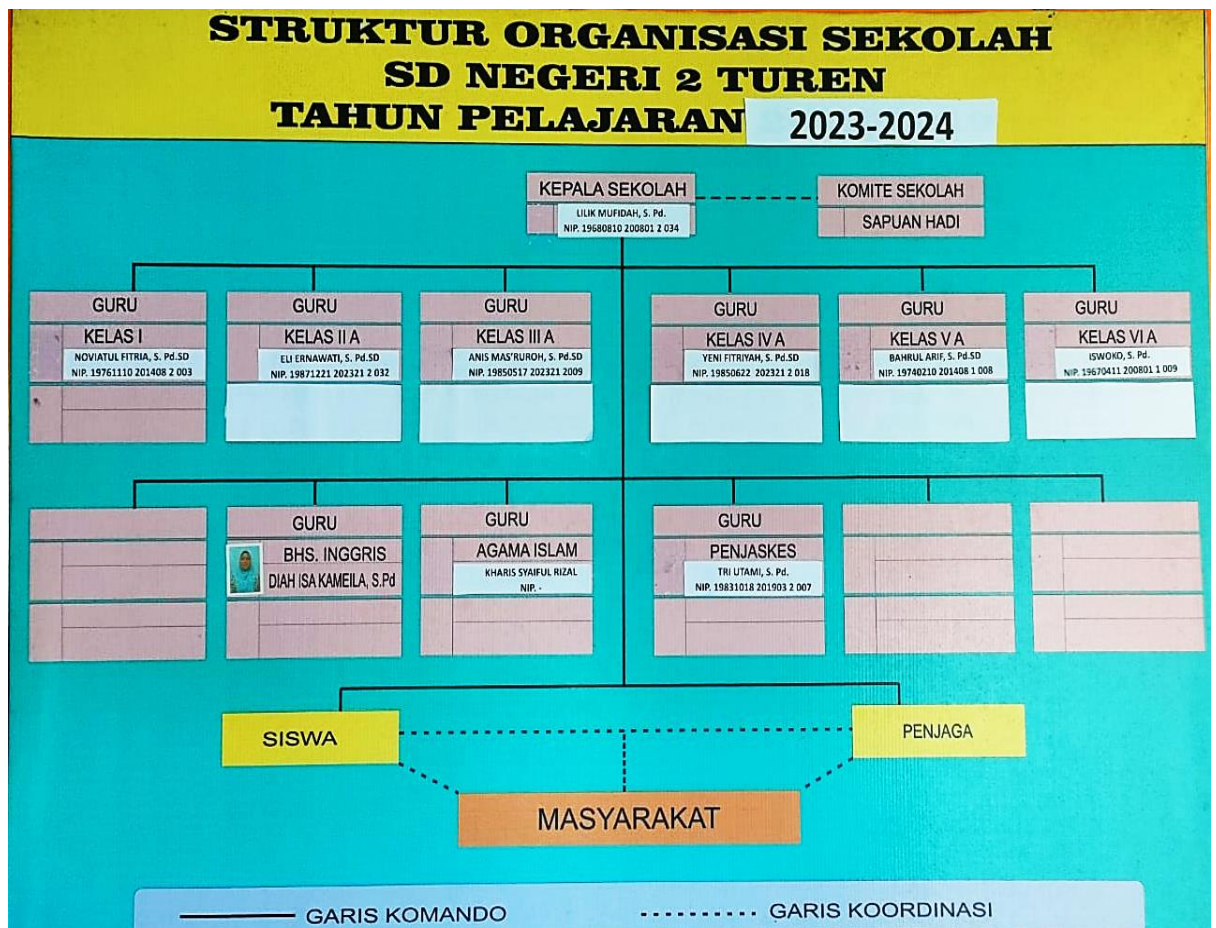 STRUKTUR ORGANISASI SEKOLAH
SD NEGERI 2 TUREN
TAHUN PELAJARAN 2023-2024
KEPALA SEKOLAH
LILIK MUFIDAH, S. Pd.
NIP. 19680810 200801 2 034
KOMITE SEKOLAH
SAPUAN HADI
GURU
KELAS I
NOVIATUL FITRIA, S. Pd.SD
NIP. 19761110 201408 2 003
GURU
KELAS II A
ELI ERNAWATI, S. Pd.SD
NIP. 19871221 202321 2 032
GURU
KELAS III A
ANIS MAS'RUROH, S. Pd.SD
NIP. 19850517 202321 2009
GURU
KELAS IV A
YENI FITRIYAH, S. Pd.SD
NIP. 19850622 202321 2 018
GURU
KELAS V A
BAHRUL ARIF, S. Pd.SD
NIP. 19740210 201408 1 008
GURU
KELAS VI A
ISWOKO, S. Pd.
NIP. 19670411 200801 1 009
GURU
BHS. INGGRIS
DIAH ISA KAMEILA, S.Pd
GURU
AGAMA ISLAM
KHARIS SYAIFUL RIZAL
NIP. -
GURU
PENJASKES
TRI UTAMI, S. Pd.
NIP. 19831018 201903 2 007
SISWA
PENJAGA
MASYARAKAT
GARIS KOMANDO
GARIS KOORDINASI